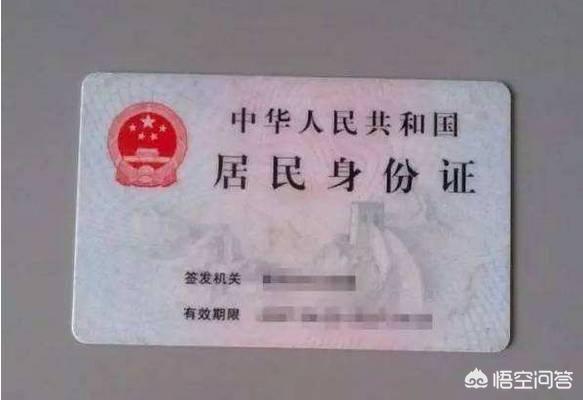 中华人民共和国
居民身份证
签发机关
有效期限
悟空问答